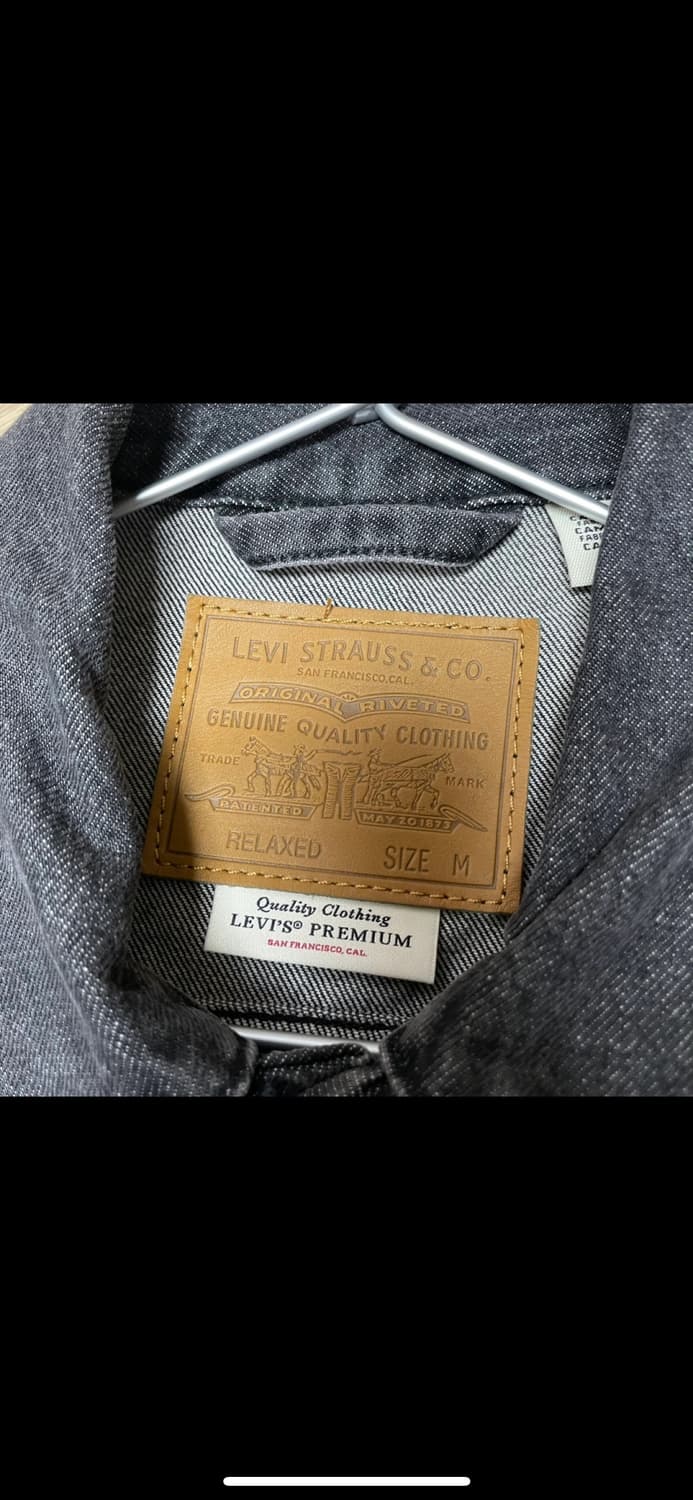 LEVI STRAUSS & CO.
SAN FRANCISCO, CAL.
ORIGINAL RIVETED
GENUINE QUALITY CLOTHING
TRADE MARK
PATENTED MAY 20 1873
RELAXED SIZE M
Quality Clothing
LEVI'S® PREMIUM
SAN FRANCISCO, CAL.